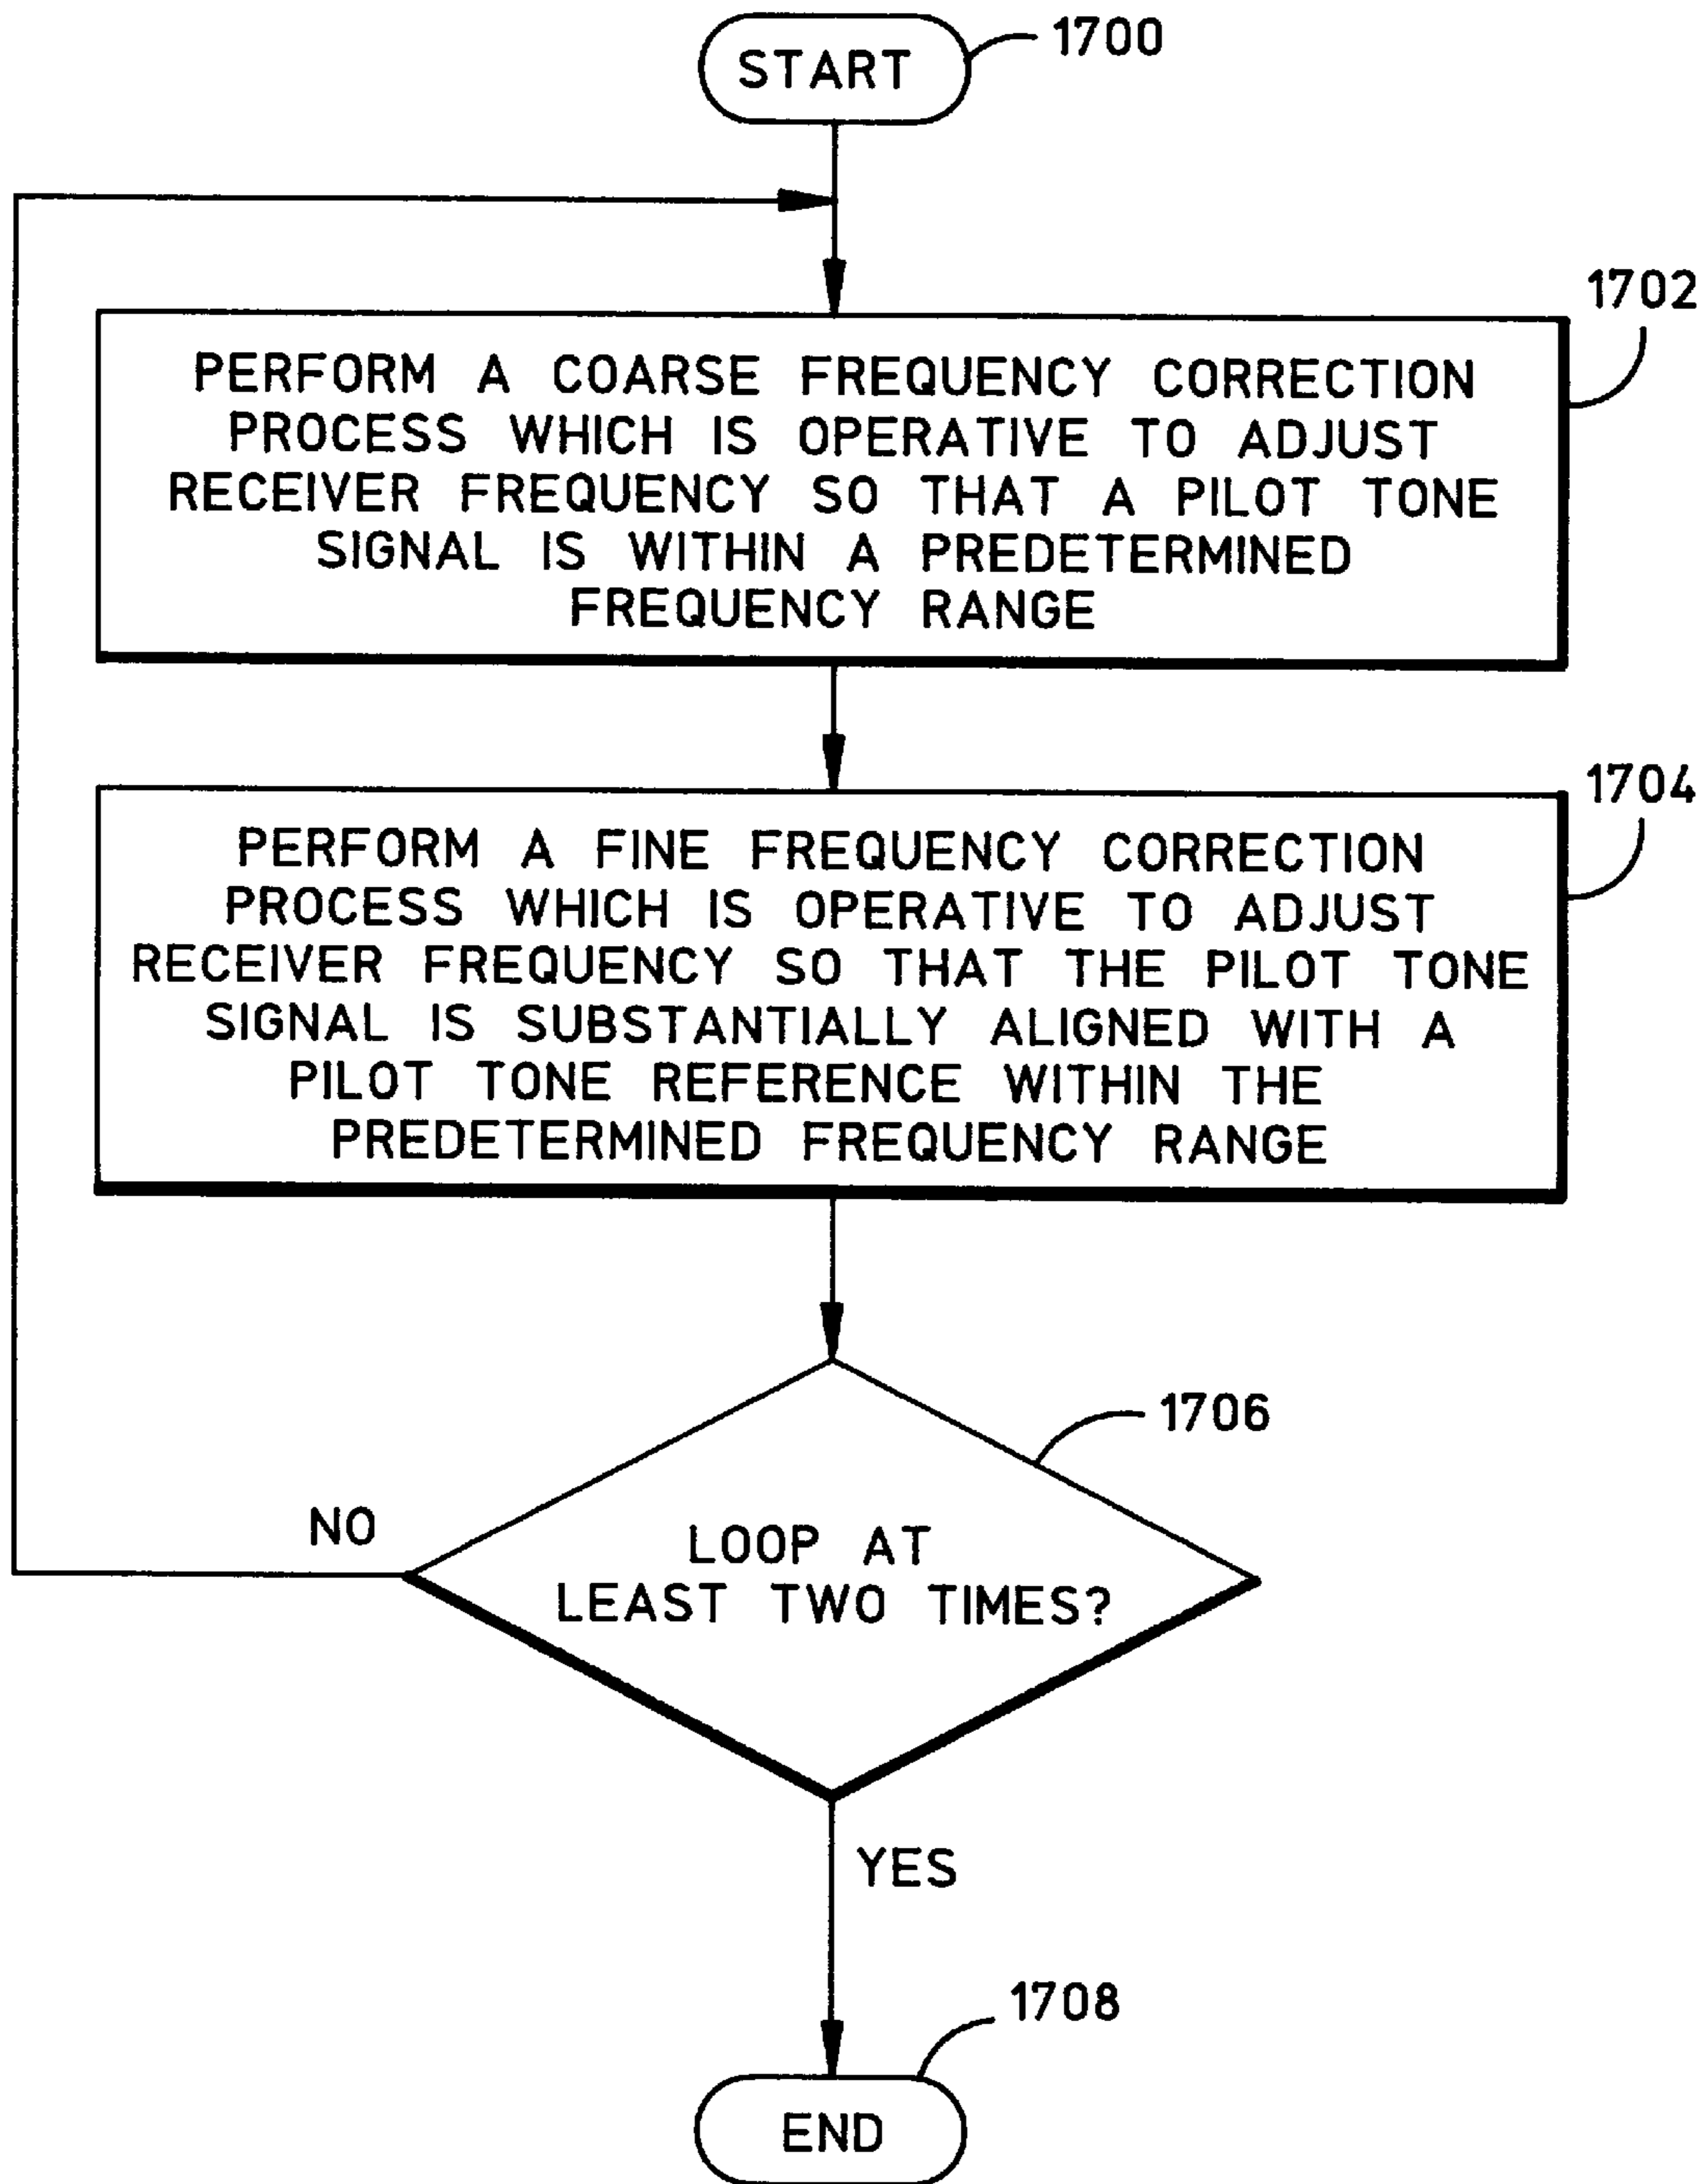 START
1700
1702
PERFORM A COARSE FREQUENCY CORRECTION
PROCESS WHICH IS OPERATIVE TO ADJUST
RECEIVER FREQUENCY SO THAT A PILOT TONE
SIGNAL IS WITHIN A PREDETERMINED
FREQUENCY RANGE
1704
PERFORM A FINE FREQUENCY CORRECTION
PROCESS WHICH IS OPERATIVE TO ADJUST
RECEIVER FREQUENCY SO THAT THE PILOT TONE
SIGNAL IS SUBSTANTIALLY ALIGNED WITH A
PILOT TONE REFERENCE WITHIN THE
PREDETERMINED FREQUENCY RANGE
1706
NO
LOOP AT
LEAST TWO TIMES?
YES
1708
END